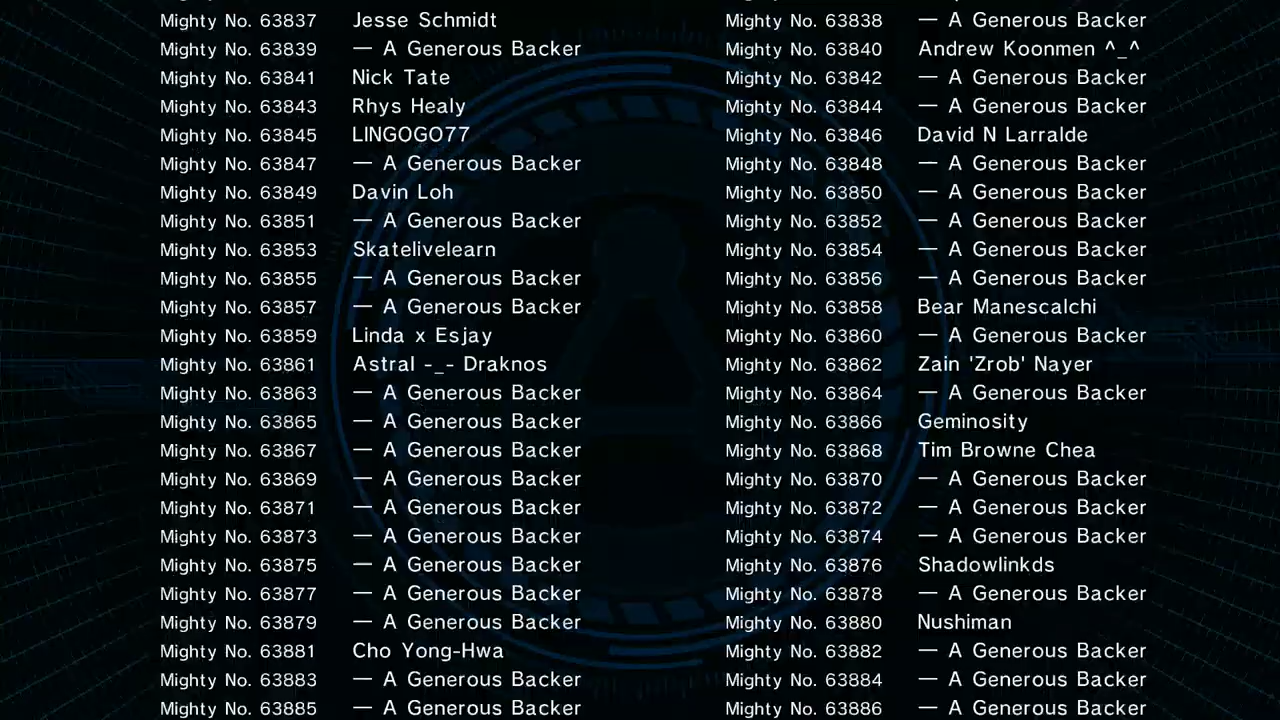 Mighty No. 63837 Jesse Schmidt Mighty No. 63838 — A Generous Backer
Mighty No. 63839 — A Generous Backer Mighty No. 63840 Andrew Koonmen ^_^
Mighty No. 63841 Nick Tate Mighty No. 63842 — A Generous Backer
Mighty No. 63843 Rhys Healy Mighty No. 63844 — A Generous Backer
Mighty No. 63845 LINGOGO77 Mighty No. 63846 David N Larralde
Mighty No. 63847 — A Generous Backer Mighty No. 63848 — A Generous Backer
Mighty No. 63849 Davin Loh Mighty No. 63850 — A Generous Backer
Mighty No. 63851 — A Generous Backer Mighty No. 63852 — A Generous Backer
Mighty No. 63853 Skatelivelearn Mighty No. 63854 — A Generous Backer
Mighty No. 63855 — A Generous Backer Mighty No. 63856 — A Generous Backer
Mighty No. 63857 — A Generous Backer Mighty No. 63858 Bear Manescalchi
Mighty No. 63859 Linda x Esjay Mighty No. 63860 — A Generous Backer
Mighty No. 63861 Astral -_- Draknos Mighty No. 63862 Zain 'Zrob' Nayer
Mighty No. 63863 — A Generous Backer Mighty No. 63864 — A Generous Backer
Mighty No. 63865 — A Generous Backer Mighty No. 63866 Geminosity
Mighty No. 63867 — A Generous Backer Mighty No. 63868 Tim Browne Chea
Mighty No. 63869 — A Generous Backer Mighty No. 63870 — A Generous Backer
Mighty No. 63871 — A Generous Backer Mighty No. 63872 — A Generous Backer
Mighty No. 63873 — A Generous Backer Mighty No. 63874 — A Generous Backer
Mighty No. 63875 — A Generous Backer Mighty No. 63876 Shadowlinkds
Mighty No. 63877 — A Generous Backer Mighty No. 63878 — A Generous Backer
Mighty No. 63879 — A Generous Backer Mighty No. 63880 Nushiman
Mighty No. 63881 Cho Yong-Hwa Mighty No. 63882 — A Generous Backer
Mighty No. 63883 — A Generous Backer Mighty No. 63884 — A Generous Backer
Mighty No. 63885 — A Generous Backer Mighty No. 63886 — A Generous Backer